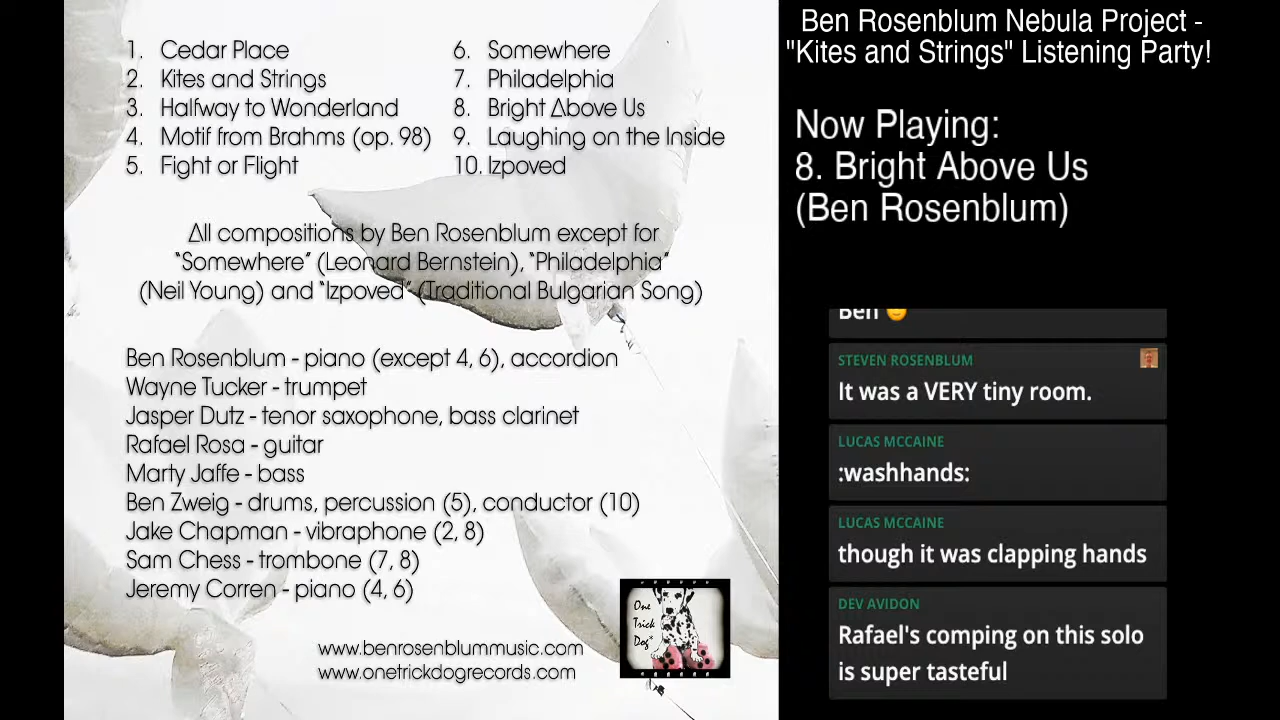 1. Cedar Place
2. Kites and Strings
3. Halfway to Wonderland
4. Motif from Brahms (op. 98)
5. Fight or Flight
6. Somewhere
7. Philadelphia
8. Bright Above Us
9. Laughing on the Inside
10. Izpoved
All compositions by Ben Rosenblum except for
“Somewhere” (Leonard Bernstein), “Philadelphia”
(Neil Young) and “Izpoved” (Traditional Bulgarian Song)
Ben Rosenblum - piano (except 4, 6), accordion
Wayne Tucker - trumpet
Jasper Dutz - tenor saxophone, bass clarinet
Rafael Rosa - guitar
Marty Jaffe - bass
Ben Zweig - drums, percussion (5), conductor (10)
Jake Chapman - vibraphone (2, 8)
Sam Chess - trombone (7, 8)
Jeremy Corren - piano (4, 6)
www.benrosenblummusic.com
www.onetrickdogrecords.com
One
Trick
Dog
Ben Rosenblum Nebula Project -
"Kites and Strings" Listening Party!
Now Playing:
8. Bright Above Us
(Ben Rosenblum)
Ben 🙂
STEVEN ROSENBLUM
It was a VERY tiny room.
LUCAS MCCAINE
:washhands:
LUCAS MCCAINE
though it was clapping hands
DEV AVIDON
Rafael's comping on this solo
is super tasteful